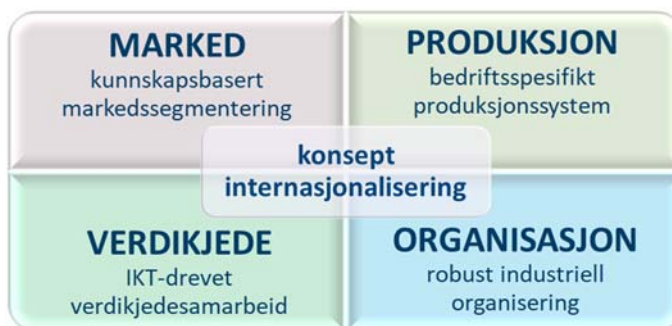 MARKED
kunnskapsbasert
markedssegmentering
PRODUKSJON
bedriftsspesifikt
produksjonssystem
konsept
internasjonalisering
VERDIKJEDE
IKT-drevet
verdikjedesamarbeid
ORGANISASJON
robust industriell
organisering